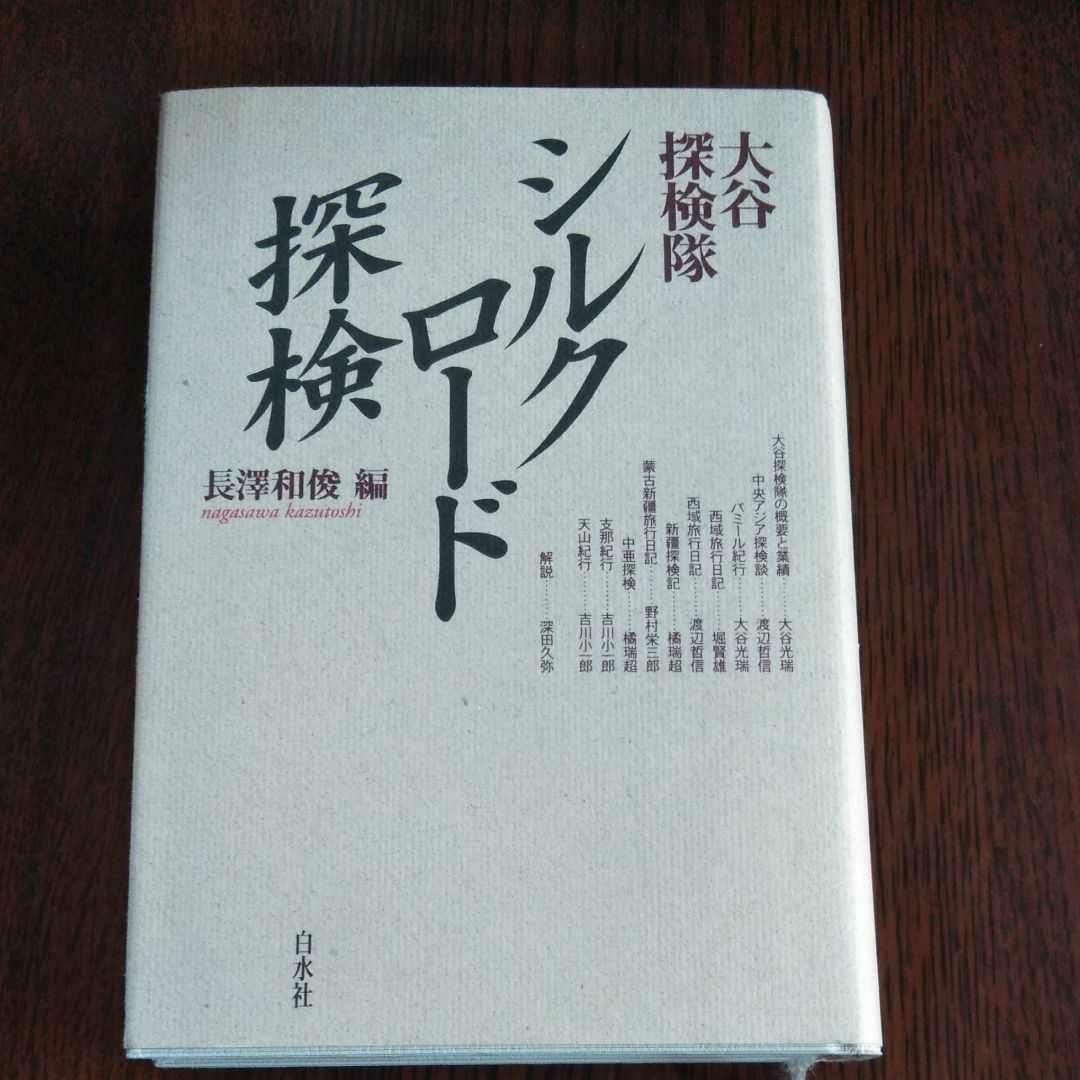 大谷
探検隊
シルク
ロード
探検
長澤和俊 編
nagasawa kazutoshi
大谷探検隊の概要と業績………大谷光瑞
中央アジア探検談………渡辺哲信
パミール紀行………大谷光瑞
西域旅行日記………堀賢雄
西域旅行日記………渡辺哲信
新疆探検記………橘瑞超
蒙古新疆旅行日記………野村栄三郎
中亜探検………橘瑞超
支那紀行………吉川小一郎
天山紀行………吉川小一郎
解説………深田久弥
白水社